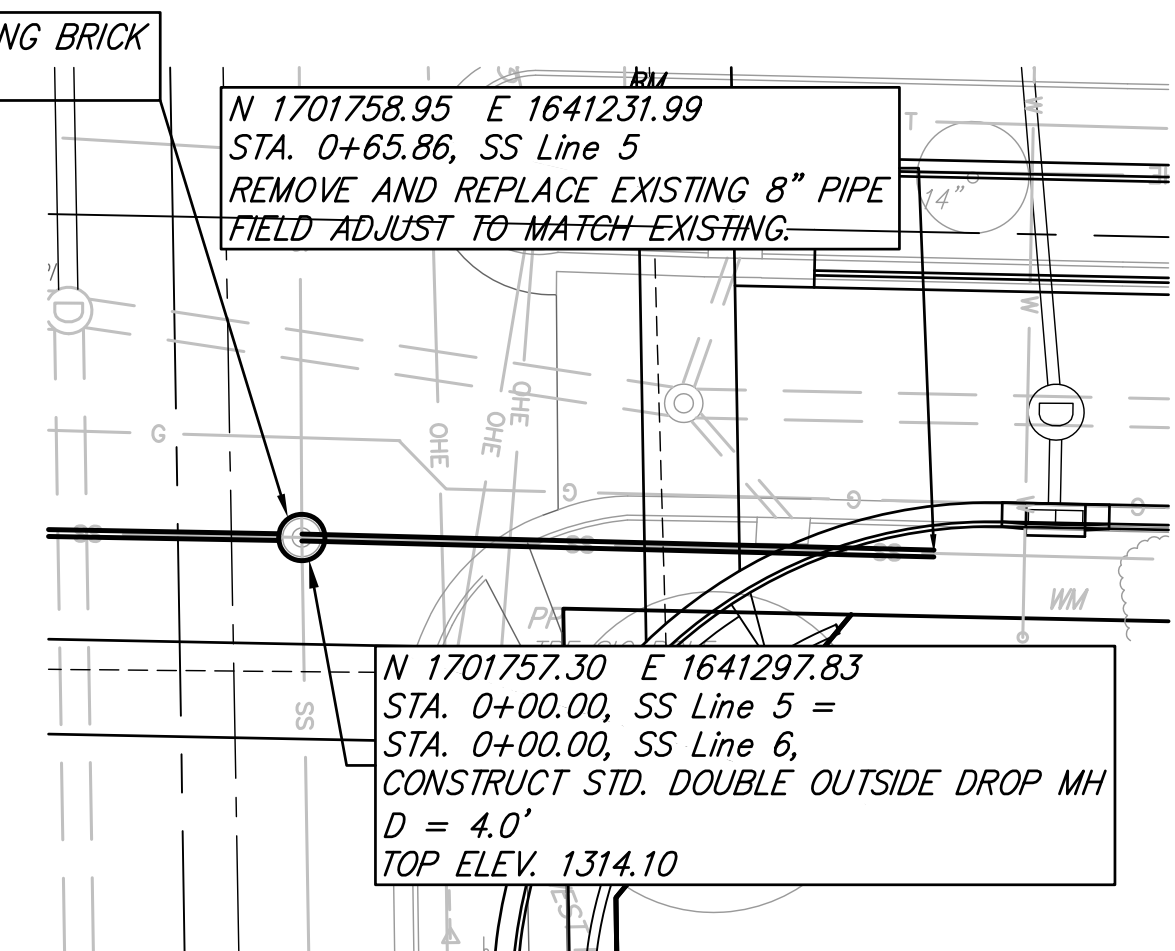 NG BRICK
RM
N 1701758.95 E 1641231.99
STA. 0+65.86, SS Line 5
REMOVE AND REPLACE EXISTING 8” PIPE
FIELD ADJUST TO MATCH EXISTING.
T
W
14”
D
W
G
OHE
OHE
OHE
D
G
G
W
G
SS
SS
SS
WM
N 1701757.30 E 1641297.83
STA. 0+00.00, SS Line 5 =
STA. 0+00.00, SS Line 6,
CONSTRUCT STD. DOUBLE OUTSIDE DROP MH
D = 4.0’
TOP ELEV. 1314.10
SS